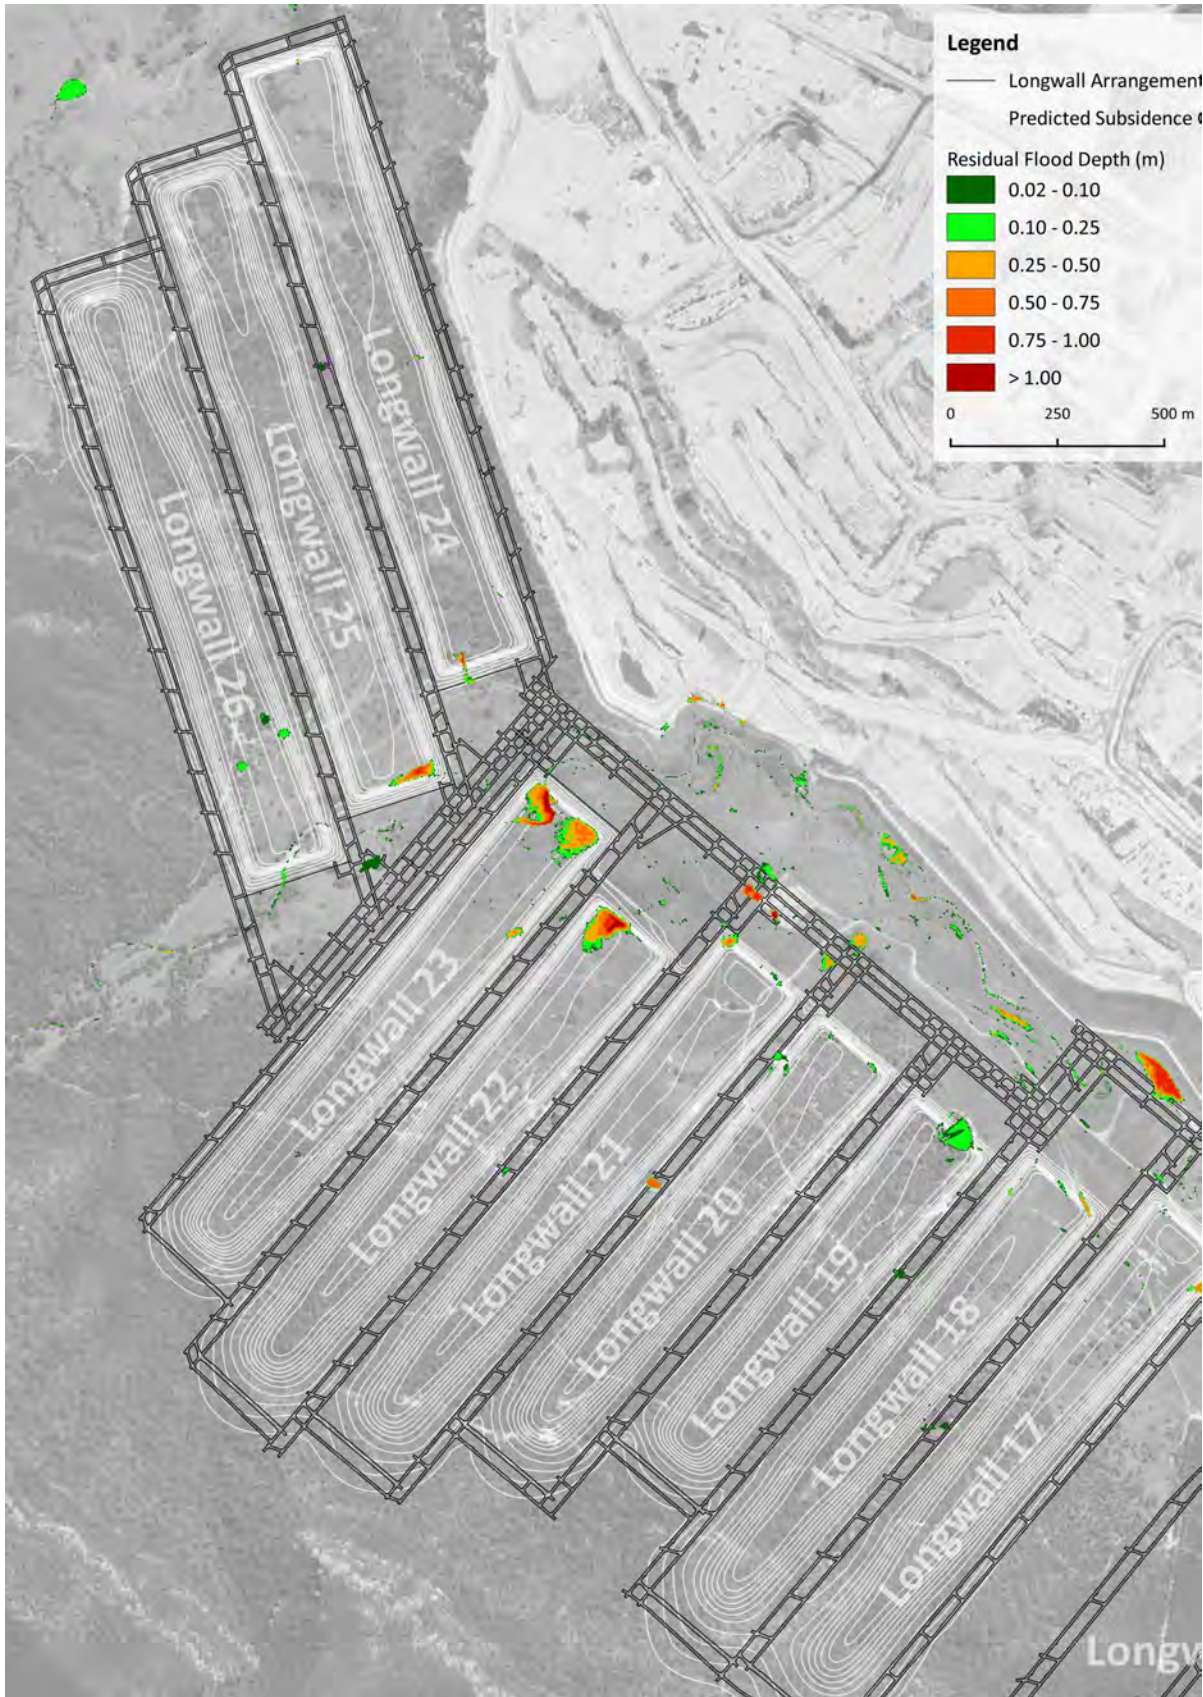 Legend
Longwall Arrangement
Predicted Subsidence
Residual Flood Depth (m)
0.02 - 0.10
0.10 - 0.25
0.25 - 0.50
0.50 - 0.75
0.75 - 1.00
> 1.00
0 250 500 m
Longwall 24
Longwall 25
Longwall 26
Longwall 23
Longwall 22
Longwall 21
Longwall 20
Longwall 19
Longwall 18
Longwall 17